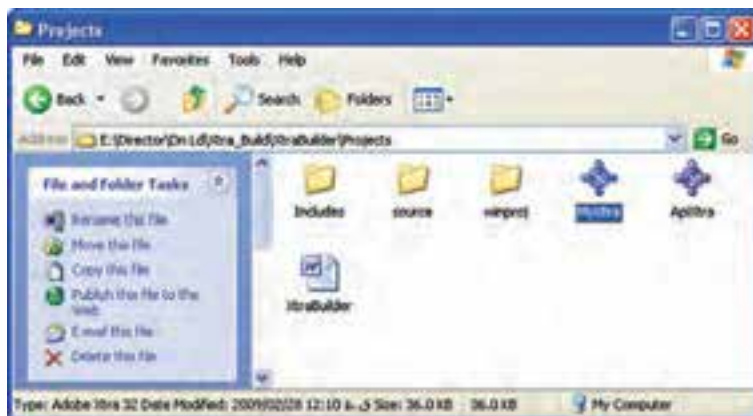 Projects
File Edit View Favorites Tools Help
Back Search Folders
Address E:\Director\On Ldl\Xtra_Build\XtraBuilder\Projects Go
File and Folder Tasks
Rename this file
Move this file
Copy this file
Publish this file to the
Web
E-mail this file
Delete this file
Includes source winproj MyXtra ApiXtra
XtraBuilder
Type: Adobe Xtra 32 Date Modified: 2009/02/28 12:10 ق.ظ Size: 36.0 KB 36.0 KB My Computer